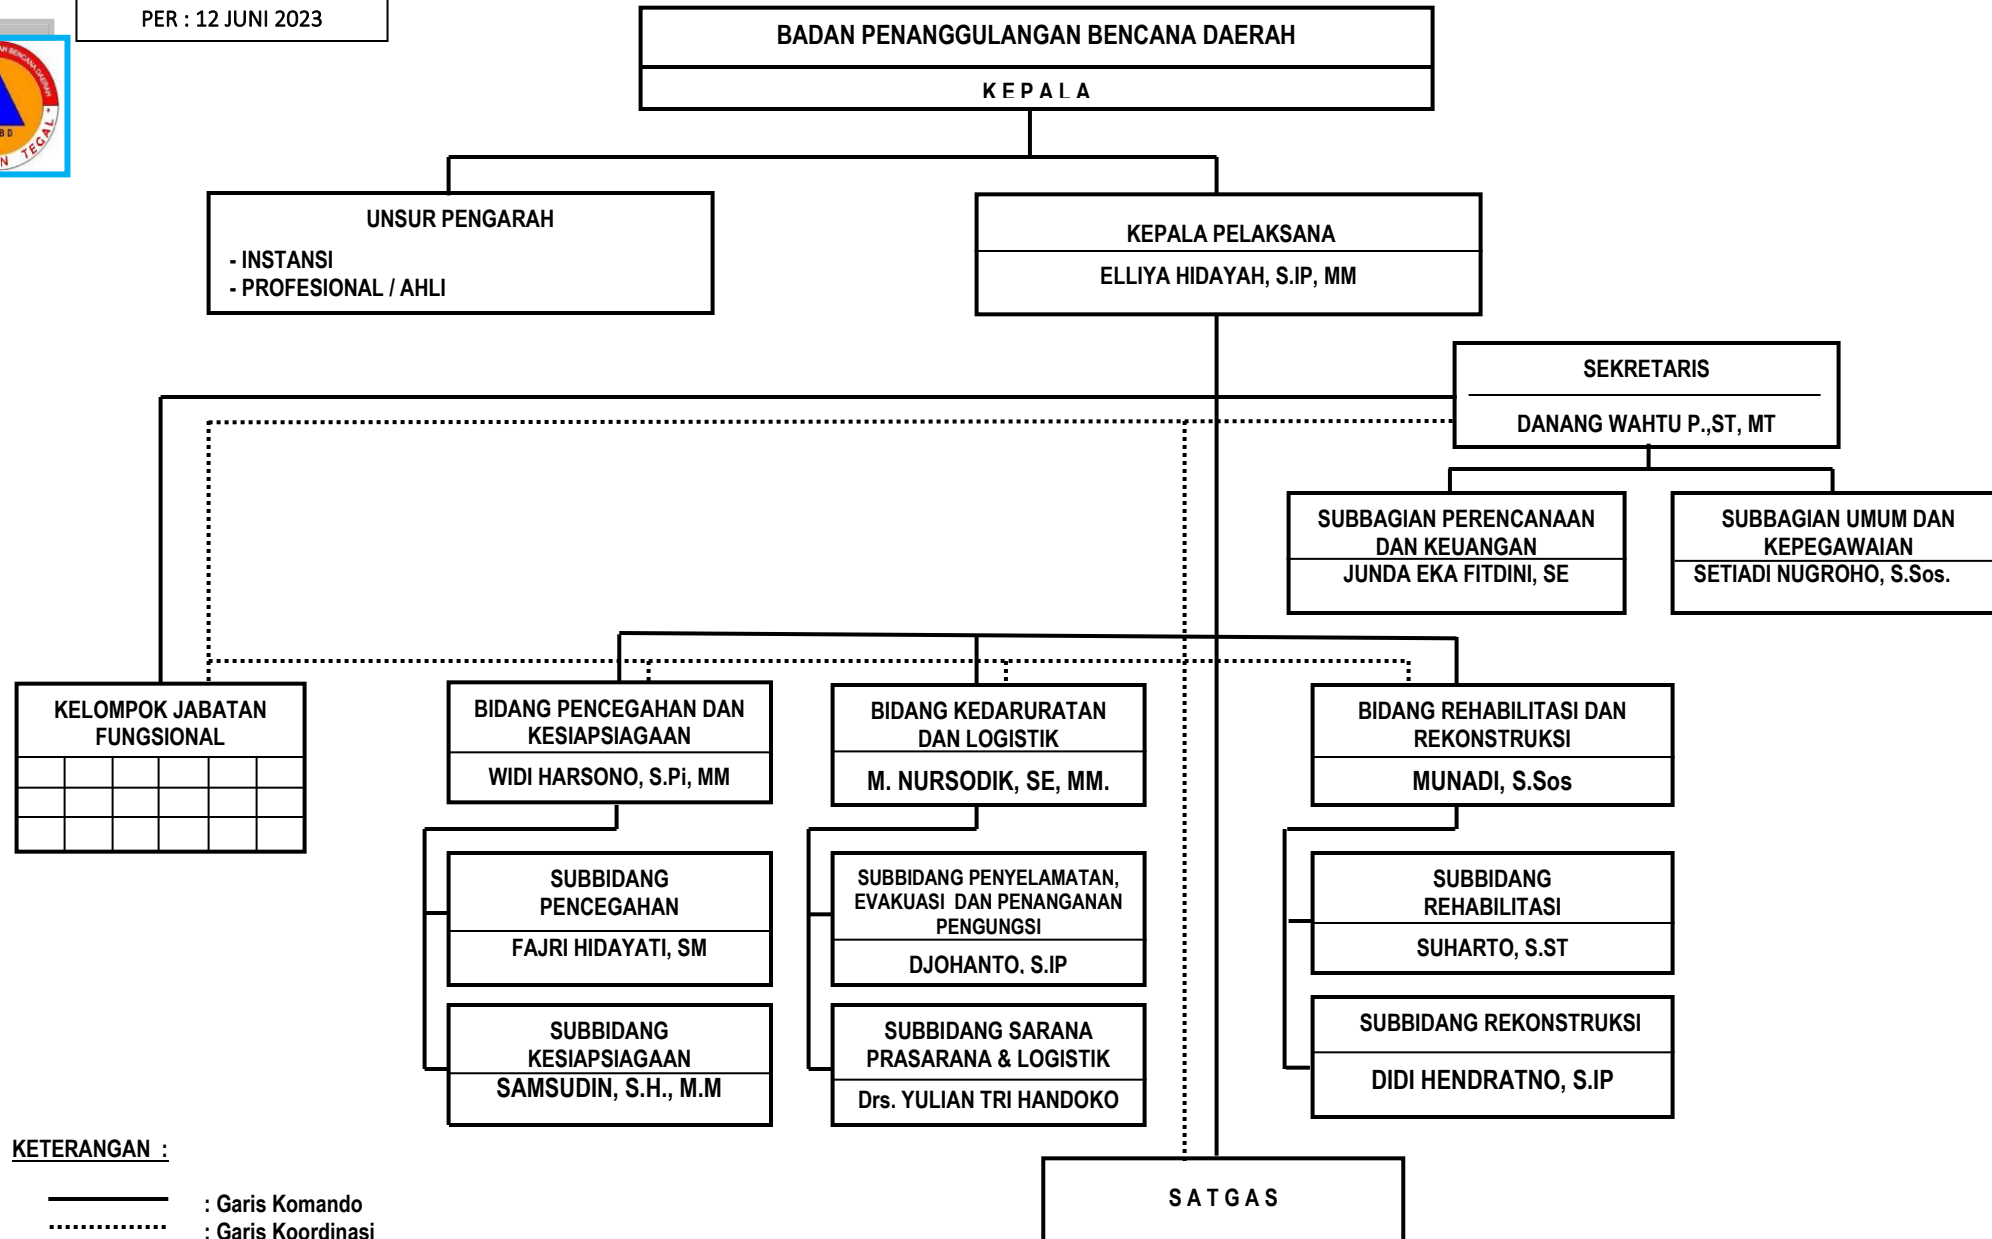 PER : 12 JUNI 2023
BADAN PENANGGULANGAN BENCANA DAERAH
K E P A L A
TEGAL
UNSUR PENGARAH
- INSTANSI
- PROFESIONAL / AHLI
KEPALA PELAKSANA
ELLIYA HIDAYAH, S.IP, MM
SEKRETARIS
DANANG WAHTU P.,ST, MT
SUBBAGIAN PERENCANAAN
DAN KEUANGAN
JUNDA EKA FITDINI, SE
SUBBAGIAN UMUM DAN
KEPEGAWAIAN
SETIADI NUGROHO, S.Sos.
KELOMPOK JABATAN
FUNGSIONAL
BIDANG PENCEGAHAN DAN
KESIAPSIAGAAN
WIDI HARSONO, S.Pi, MM
BIDANG KEDARURATAN
DAN LOGISTIK
M. NURSODIK, SE, MM.
BIDANG REHABILITASI DAN
REKONSTRUKSI
MUNADI, S.Sos
SUBBIDANG
PENCEGAHAN
FAJRI HIDAYATI, SM
SUBBIDANG PENYELAMATAN,
EVAKUASI DAN PENANGANAN
PENGUNGSI
DJOHANTO, S.IP
SUBBIDANG
REHABILITASI
SUHARTO, S.ST
SUBBIDANG
KESIAPSIAGAAN
SAMSUDIN, S.H., M.M
SUBBIDANG SARANA
PRASARANA & LOGISTIK
Drs. YULIAN TRI HANDOKO
SUBBIDANG REKONSTRUKSI
DIDI HENDRATNO, S.IP
KETERANGAN :
: Garis Komando
: Garis Koordinasi
S A T G A S